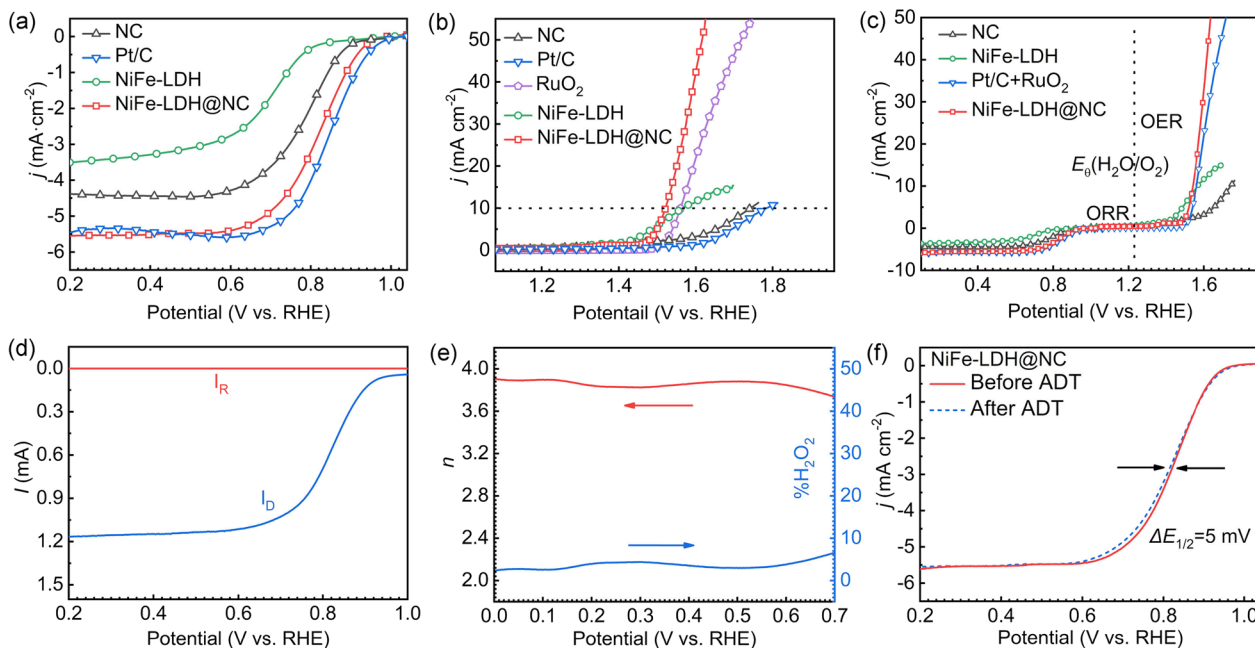 (a)
NC
Pt/C
NiFe-LDH
NiFe-LDH@NC
j (mA·cm⁻²)
0
-1
-2
-3
-4
-5
-6
0.2 0.4 0.6 0.8 1.0
Potential (V vs. RHE)
(b)
NC
Pt/C
RuO₂
NiFe-LDH
NiFe-LDH@NC
j (mA cm⁻²)
50
40
30
20
10
0
1.2 1.4 1.6 1.8
Potentail (V vs. RHE)
(c)
NC
NiFe-LDH
Pt/C+RuO₂
NiFe-LDH@NC
OER
E_θ(H₂O/O₂)
ORR
j (mA cm⁻²)
50
40
30
20
10
0
-10
0.4 0.8 1.2 1.6
Potential (V vs. RHE)
(d)
I_R
I_D
I (mA)
0.0
0.3
0.6
0.9
1.2
1.5
0.2 0.4 0.6 0.8 1.0
Potential (V vs. RHE)
(e)
n
4.0
3.6
3.2
2.8
2.4
2.0
%H₂O₂
50
40
30
20
10
0
0.0 0.1 0.2 0.3 0.4 0.5 0.6 0.7
Potential (V vs. RHE)
(f)
NiFe-LDH@NC
Before ADT
After ADT
ΔE₁/₂=5 mV
j (mA cm⁻²)
0
-1
-2
-3
-4
-5
-6
0.2 0.4 0.6 0.8 1.0
Potential (V vs. RHE)